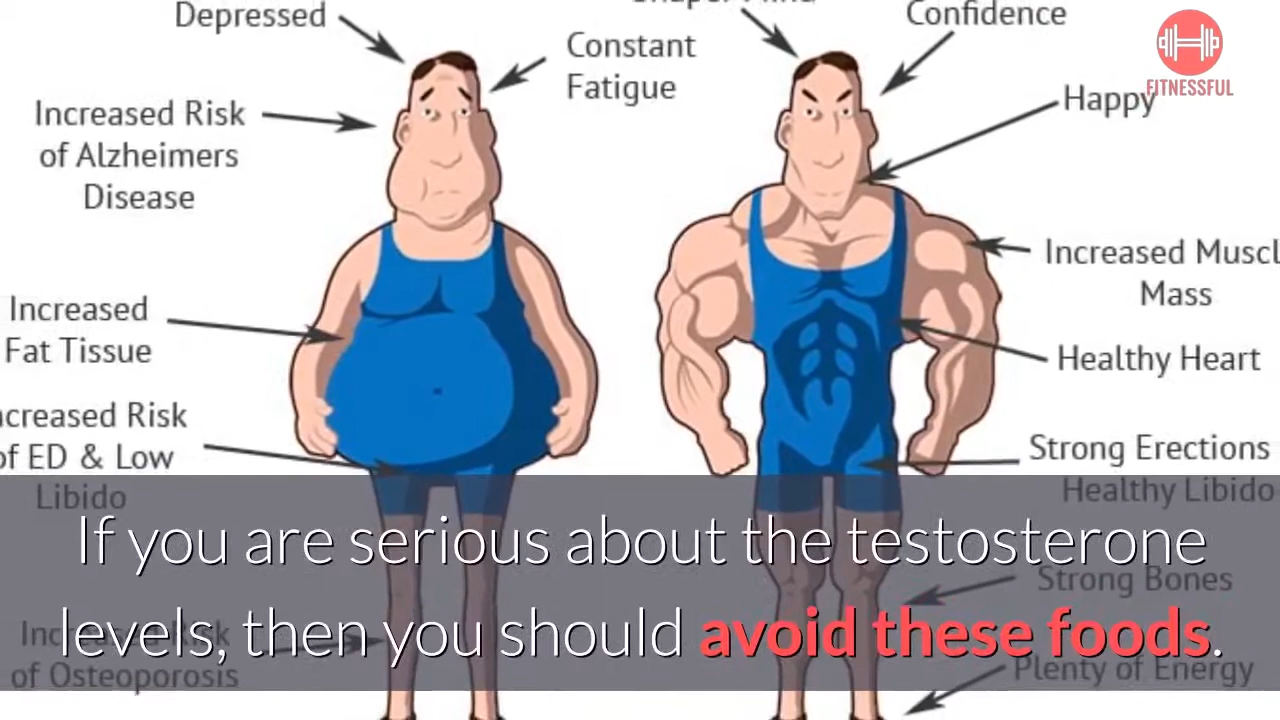 Depressed
Constant
Fatigue
Increased Risk
of Alzheimers
Disease
Increased
Fat Tissue
of ED & Low
Libido
of Osteoporosis
Confidence
FITNESSFUL
Happy
Increased Muscl
Mass
Healthy Heart
Strong Erections
Healthy Libido
Strong Bones
Plenty of Energy
If you are serious about the testosterone
levels, then you should avoid these foods.